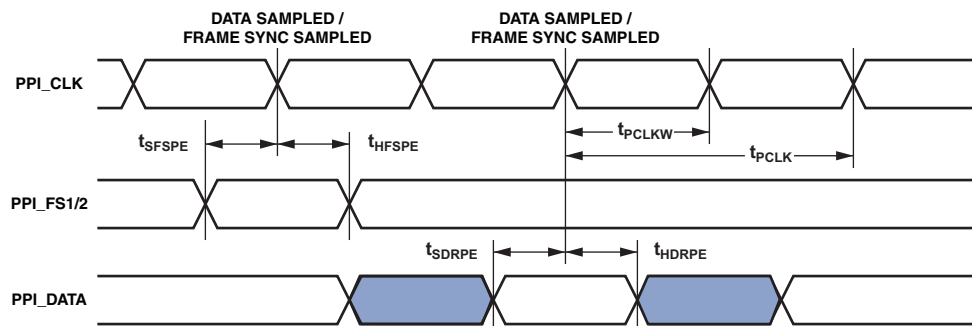 DATA SAMPLED /
FRAME SYNC SAMPLED
DATA SAMPLED /
FRAME SYNC SAMPLED
PPI_CLK
tPCLKW
tSFSPE
tHFSPE
tPCLK
PPI_FS1/2
tSDRPE
tHDRPE
PPI_DATA